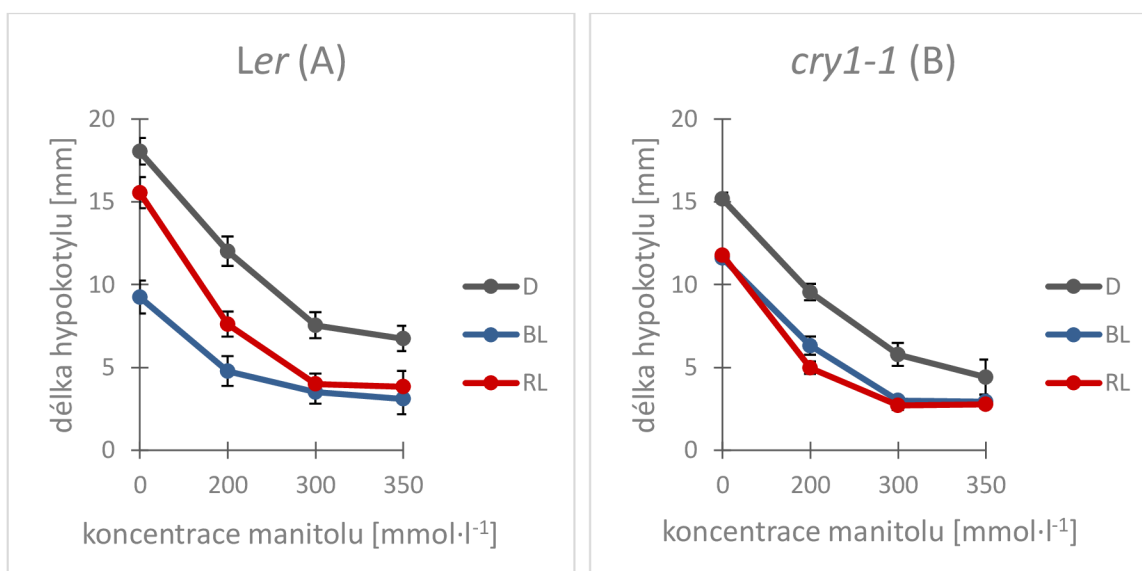 Ler (A)
délka hypokotylu [mm]
20
15
10
5
0
0 200 300 350
koncentrace manitolu [mmol·l⁻¹]
D
BL
RL
cry1-1 (B)
délka hypokotylu [mm]
20
15
10
5
0
0 200 300 350
koncentrace manitolu [mmol·l⁻¹]
D
BL
RL